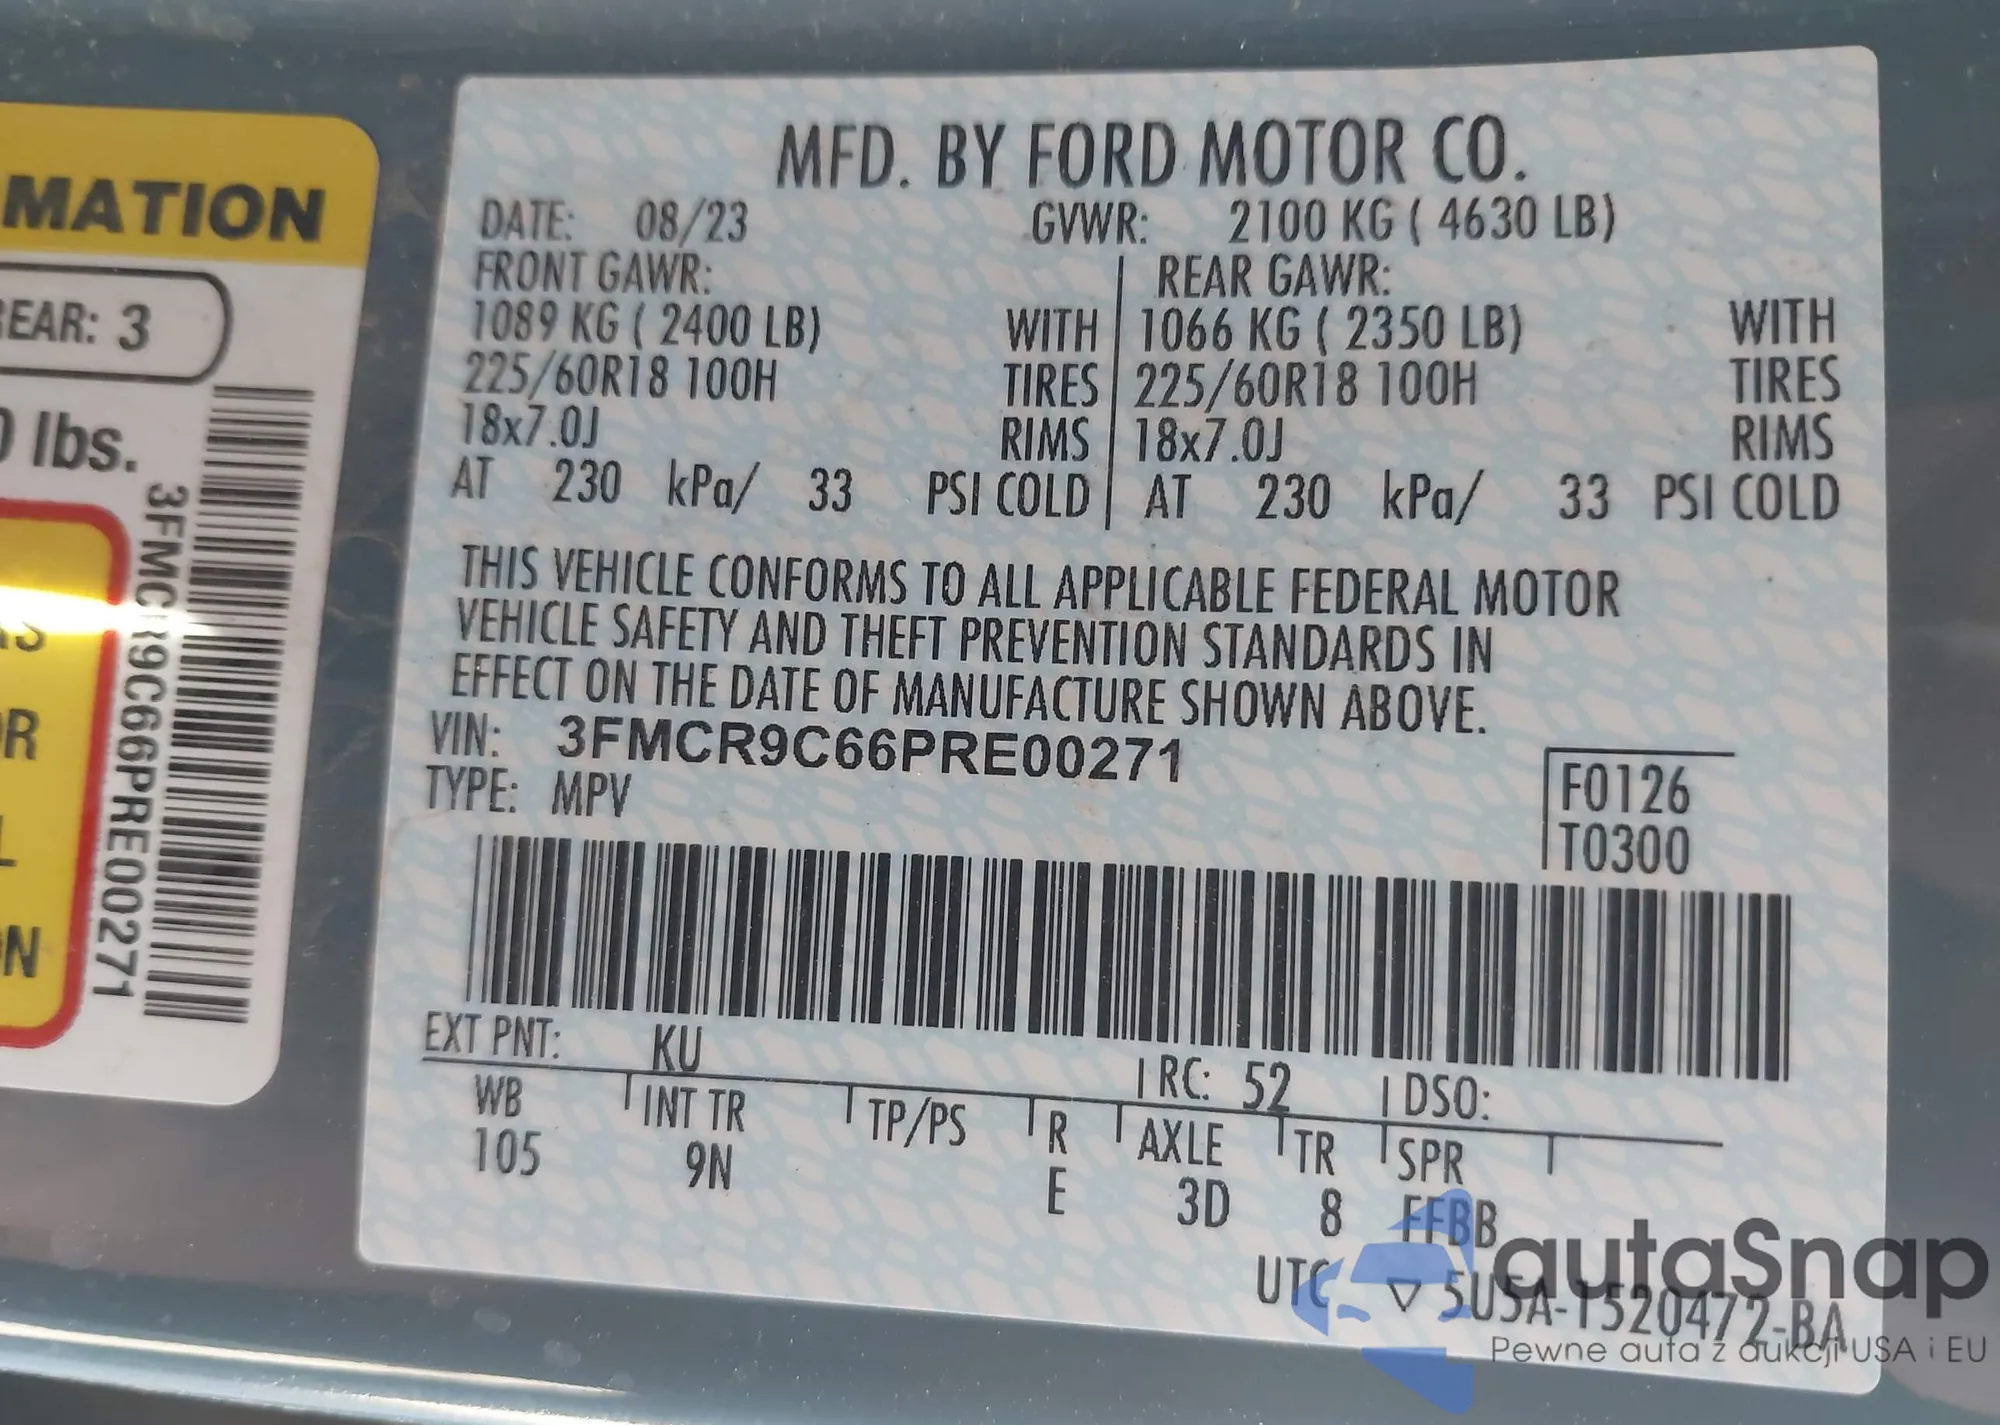 MATION
EAR: 3
0 lbs.
R
L
ON
3FMCR9C66PRE00271
MFD. BY FORD MOTOR CO.
DATE: 08/23 GVWR: 2100 KG ( 4630 LB)
FRONT GAWR: REAR GAWR:
1089 KG ( 2400 LB) WITH 1066 KG ( 2350 LB) WITH
225/60R18 100H TIRES 225/60R18 100H TIRES
18x7.0J RIMS 18x7.0J RIMS
AT 230 kPa/ 33 PSI COLD AT 230 kPa/ 33 PSI COLD
THIS VEHICLE CONFORMS TO ALL APPLICABLE FEDERAL MOTOR
VEHICLE SAFETY AND THEFT PREVENTION STANDARDS IN
EFFECT ON THE DATE OF MANUFACTURE SHOWN ABOVE.
VIN: 3FMCR9C66PRE00271
TYPE: MPV
F0126
T0300
EXT PNT: KU RC: 52 DSO:
WB INT TR TP/PS R AXLE TR SPR
105 9N E 3D 8 FFBB
UTC ▽ 5U5A-1520472-BA
autaSnap
Pewne auta z aukcji USA i EU